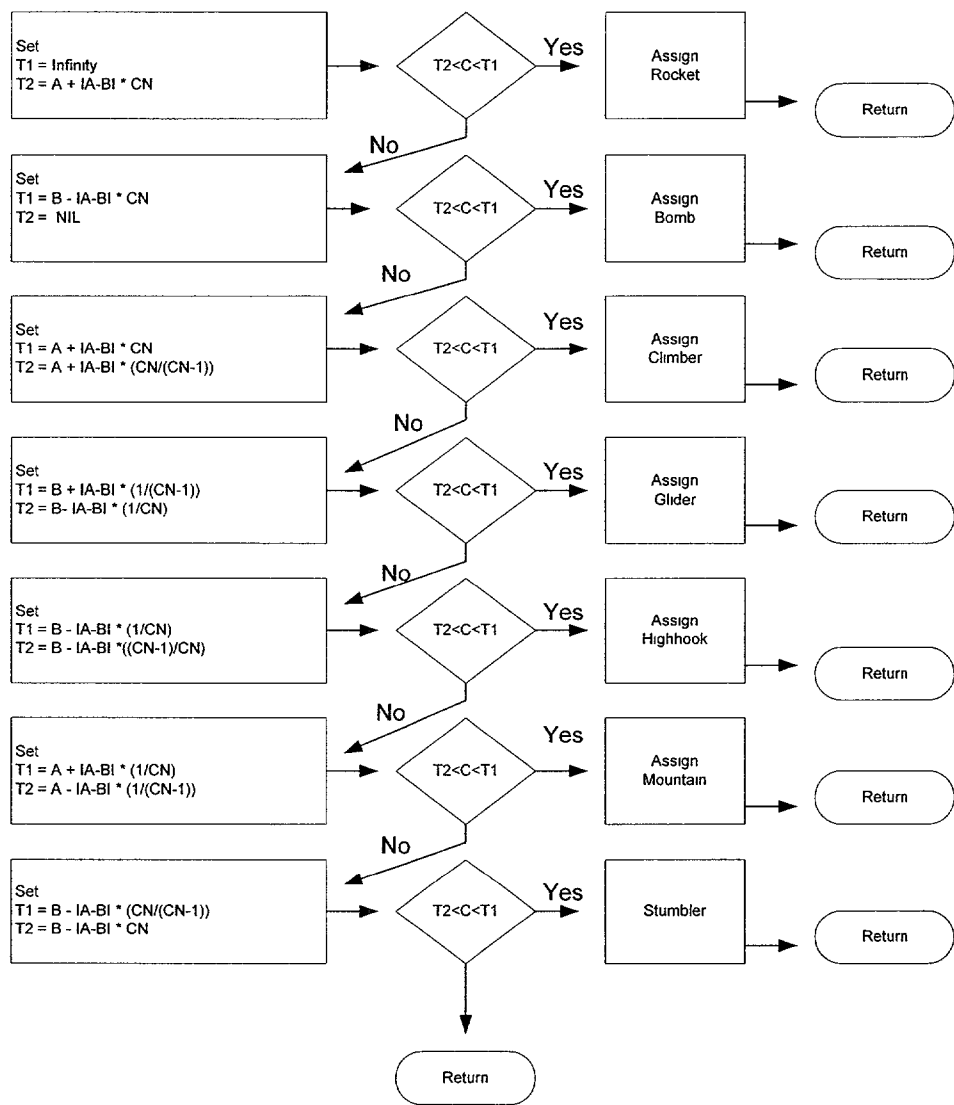 Set
T1 = Infinity
T2 = A + IA-BI * CN
T2<C<T1
Yes
Assign
Rocket
Return
No
Set
T1 = B - IA-BI * CN
T2 = NIL
T2<C<T1
Yes
Assign
Bomb
Return
No
Set
T1 = A + IA-BI * CN
T2 = A + IA-BI * (CN/(CN-1))
T2<C<T1
Yes
Assign
Climber
Return
No
Set
T1 = B + IA-BI * (1/(CN-1))
T2 = B- IA-BI * (1/CN)
T2<C<T1
Yes
Assign
Glider
Return
No
Set
T1 = B - IA-BI * (1/CN)
T2 = B - IA-BI *((CN-1)/CN)
T2<C<T1
Yes
Assign
Highhook
Return
No
Set
T1 = A + IA-BI * (1/CN)
T2 = A - IA-BI * (1/(CN-1))
T2<C<T1
Yes
Assign
Mountain
Return
No
Set
T1 = B - IA-BI * (CN/(CN-1))
T2 = B - IA-BI * CN
T2<C<T1
Yes
Stumbler
Return
Return